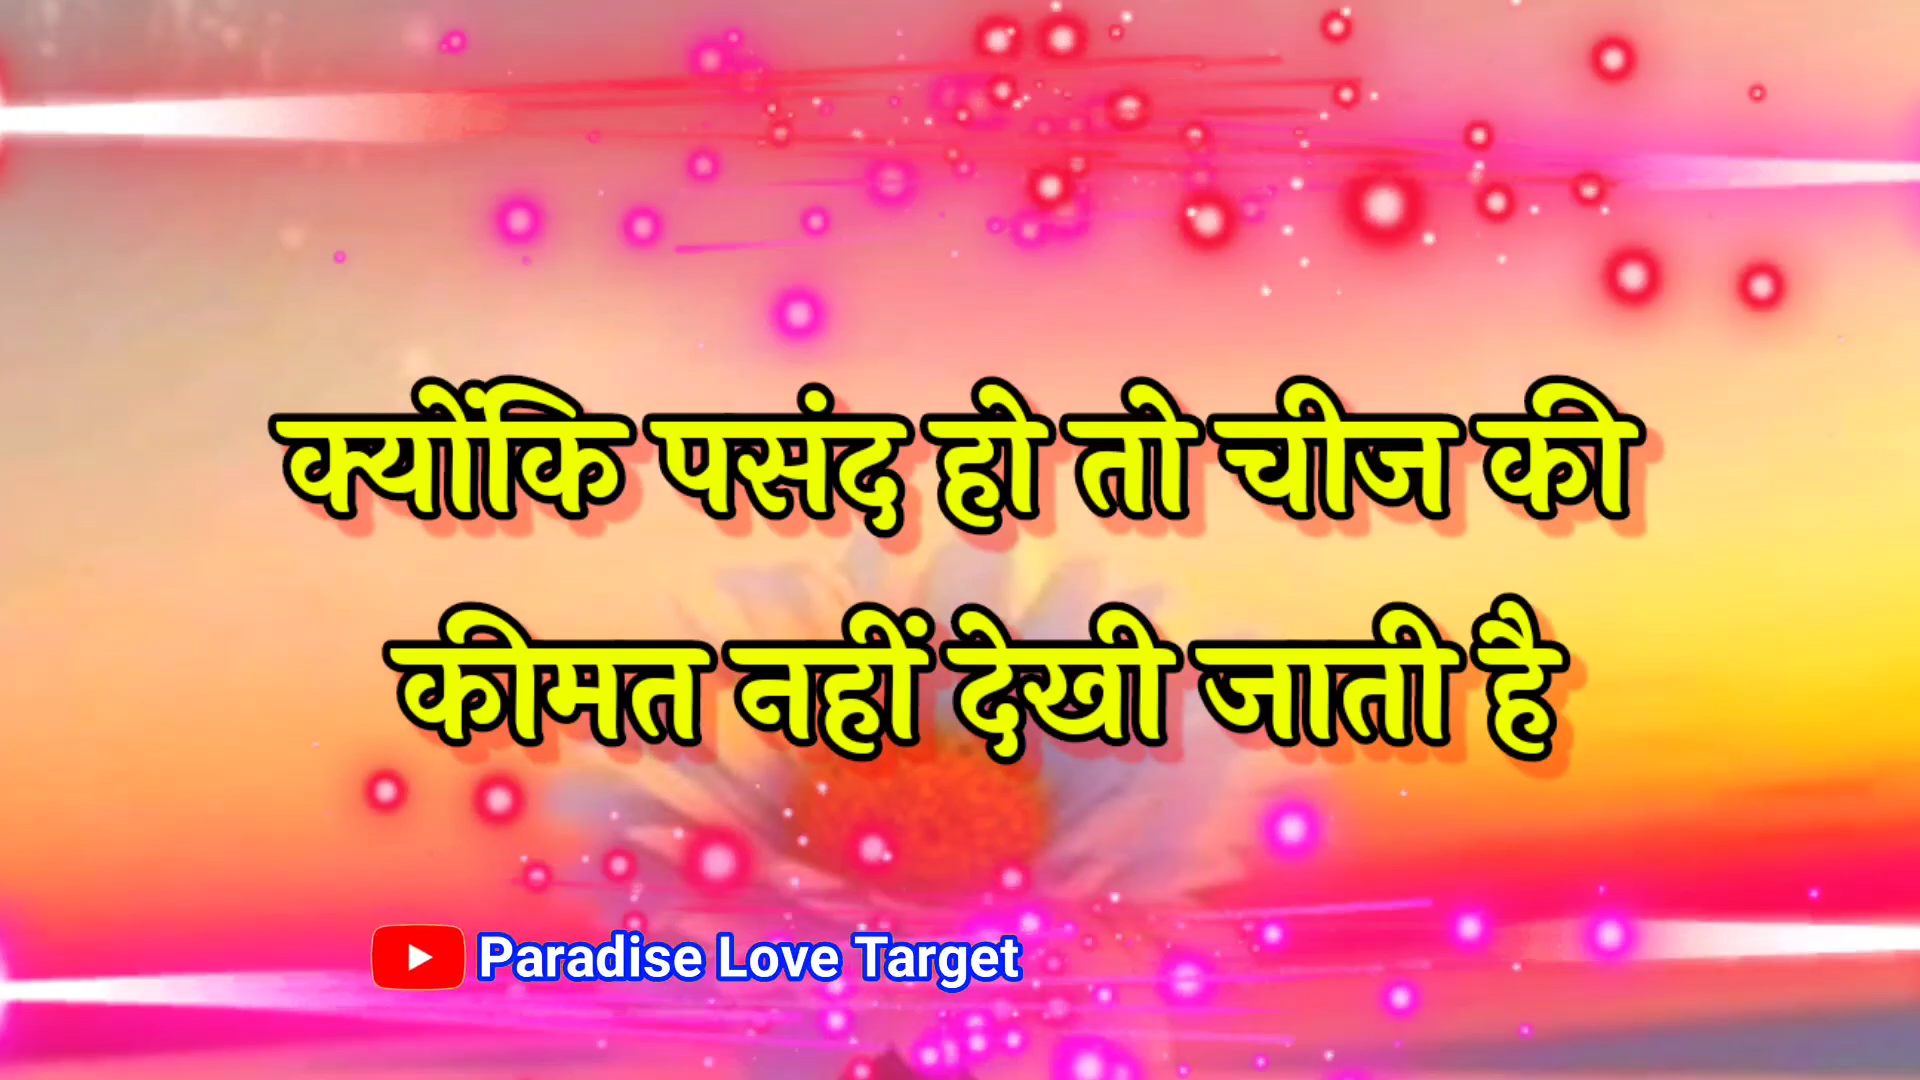 क्योंकि पसंद हो तो चीज की
कीमत नहीं देखी जाती है
Paradise Love Target